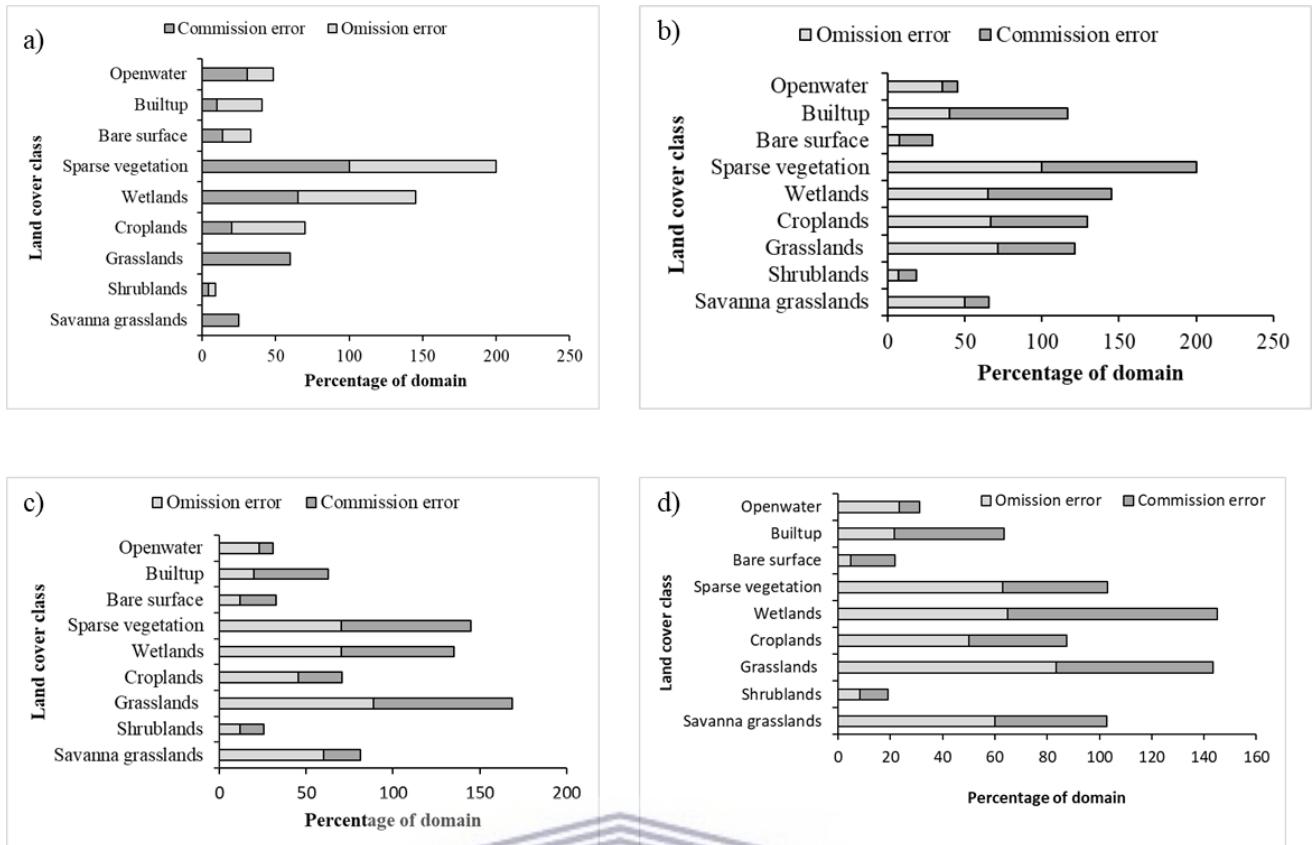 a)
Commission error Omission error
Openwater
Builtup
Bare surface
Sparse vegetation
Wetlands
Croplands
Grasslands
Shrublands
Savanna grasslands
Land cover class
0 50 100 150 200 250
Percentage of domain
b)
Omission error Commission error
Openwater
Builtup
Bare surface
Sparse vegetation
Wetlands
Croplands
Grasslands
Shrublands
Savanna grasslands
Land cover class
0 50 100 150 200 250
Percentage of domain
c)
Omission error Commission error
Openwater
Builtup
Bare surface
Sparse vegetation
Wetlands
Croplands
Grasslands
Shrublands
Savanna grasslands
Land cover class
0 50 100 150 200
Percentage of domain
d)
Omission error Commission error
Openwater
Builtup
Bare surface
Sparse vegetation
Wetlands
Croplands
Grasslands
Shrublands
Savanna grasslands
Land cover class
0 20 40 60 80 100 120 140 160
Percentage of domain